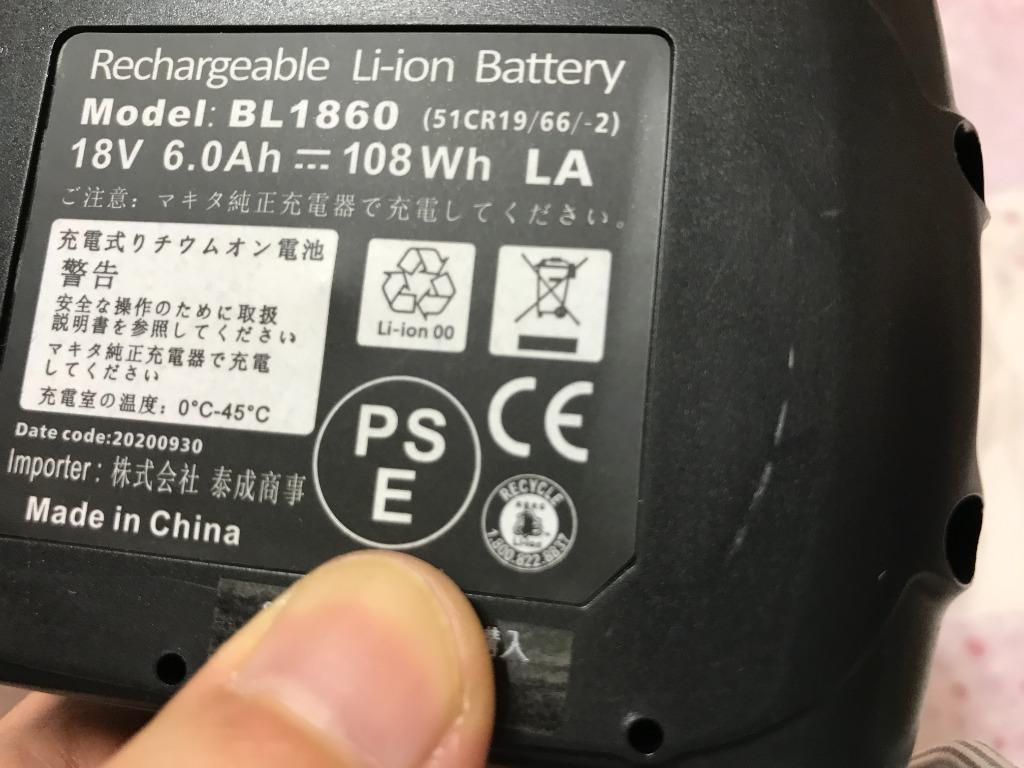 Rechargeable Li-ion Battery
Model: BL1860 (51CR19/66/-2)
18V 6.0Ah 108Wh LA
ご注意: マキタ純正充電器で充電してください。
充電式りチウムオン電池
警告
安全な操作のために取扱
説明書を参照してください
マキタ純正充電器で充電
してください
充電室の温度: 0°C-45°C
Li-ion 00
Date code:20200930
Importer: 株式会社 泰成商事
Made in China
PS
E
CE
RECYCLE
1.800.822.8837
購入